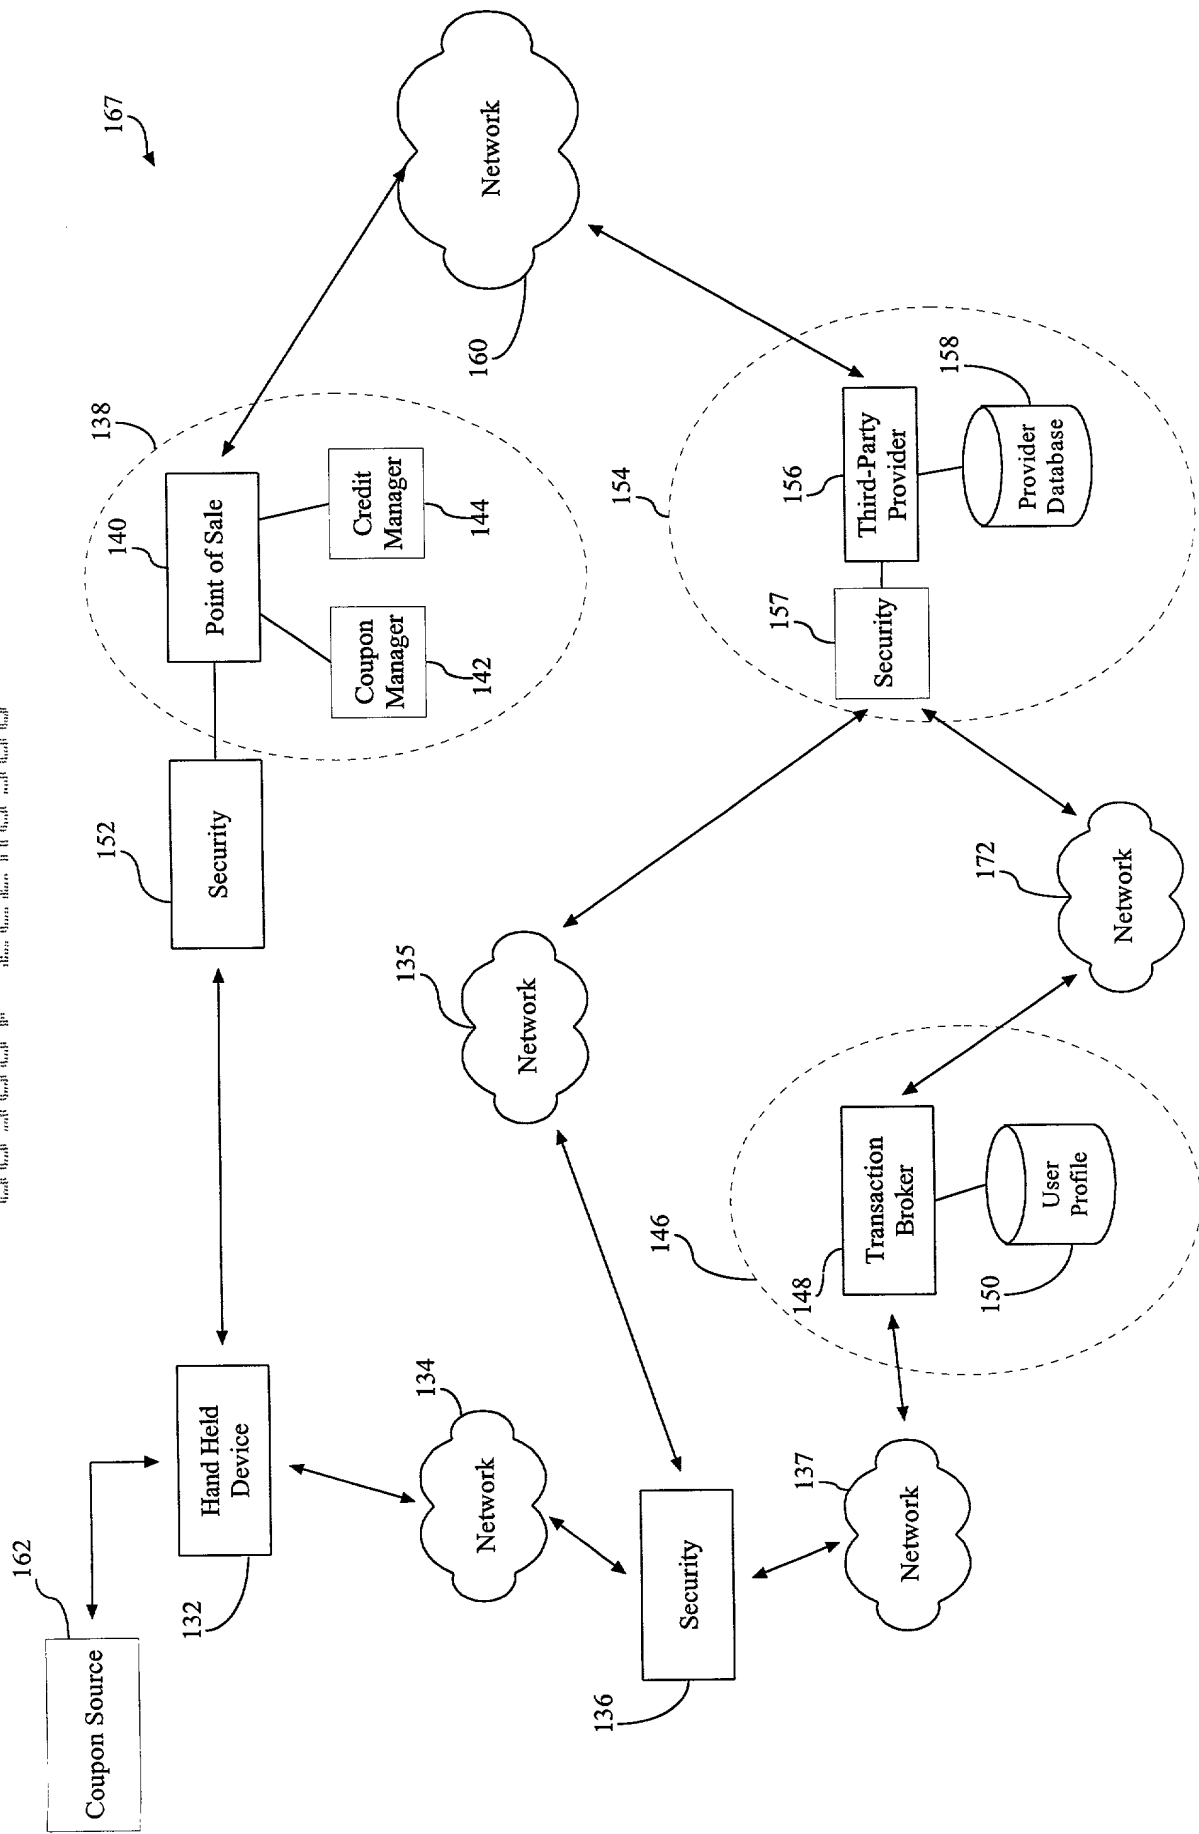 162
Coupon Source
132
Hand Held
Device
152
Security
138
140
Point of Sale
Coupon
Manager
142
Credit
Manager
144
167
Network
160
134
Network
135
Network
136
Security
137
Network
146
148
Transaction
Broker
150
User
Profile
172
Network
154
157
Security
156
Third-Party
Provider
158
Provider
Database